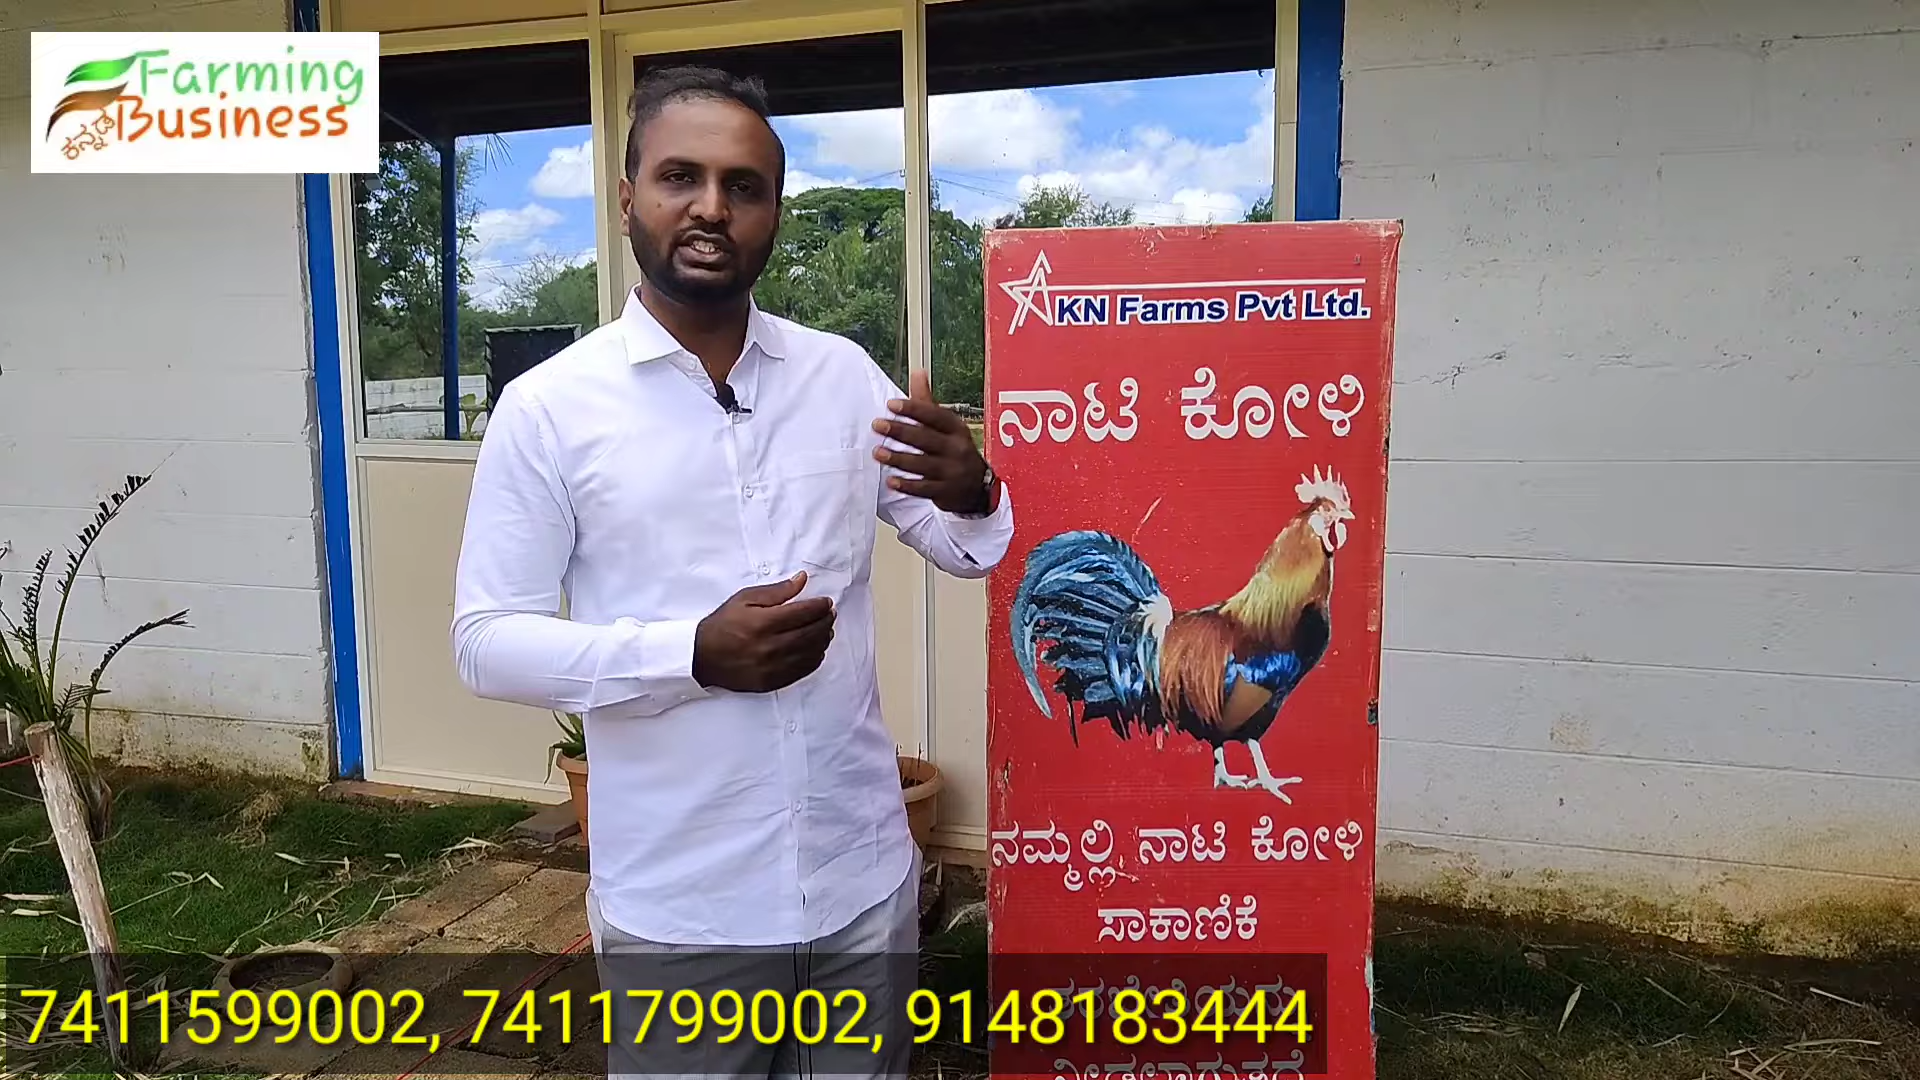 Farming
ಕನ್ನಡ Business
KN Farms Pvt Ltd.
ನಾಟಿ ಕೋಳಿ
ನಮ್ಮಲ್ಲಿ ನಾಟಿ ಕೋಳಿ
ಸಾಕಾಣಿಕೆ
7411599002, 7411799002, 9148183444